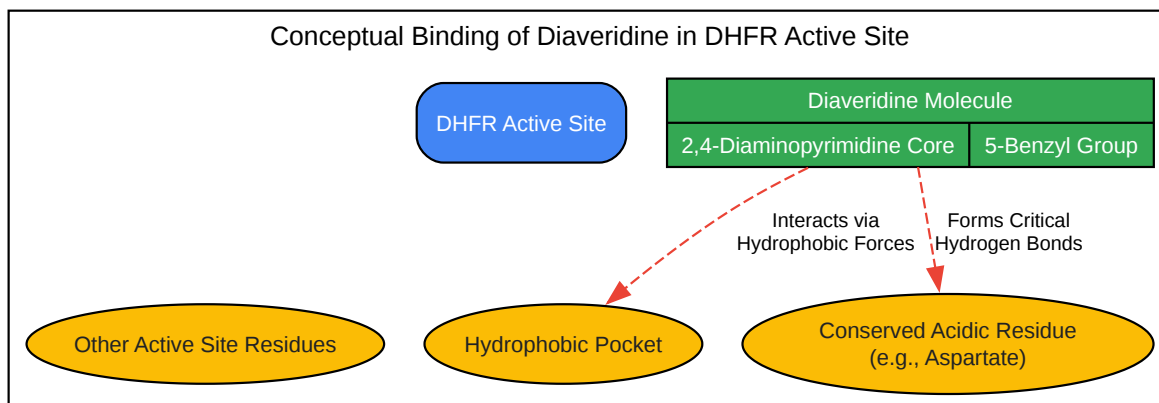 Conceptual Binding of Diaveridine in DHFR Active Site
DHFR Active Site
Diaveridine Molecule
2,4-Diaminopyrimidine Core
5-Benzyl Group
Interacts via
Hydrophobic Forces
Forms Critical
Hydrogen Bonds
Other Active Site Residues
Hydrophobic Pocket
Conserved Acidic Residue
(e.g., Aspartate)